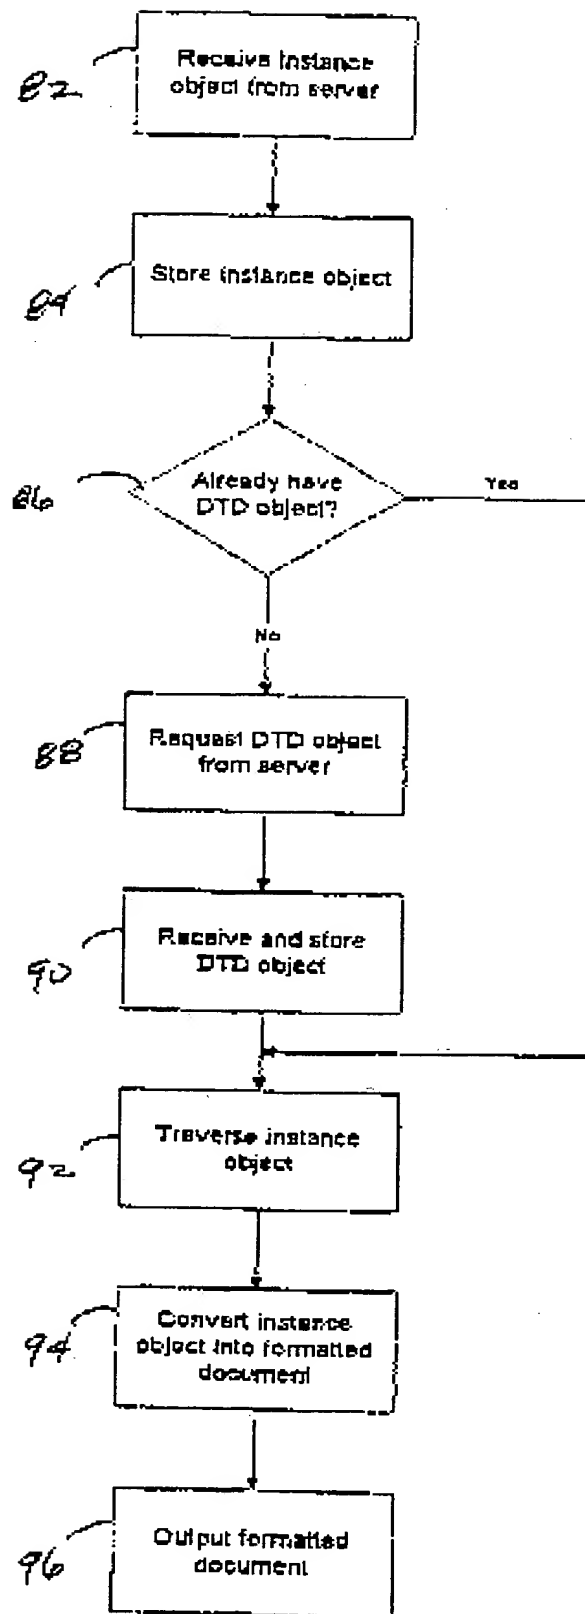 82
Receive instance
object from server
84
Store instance object
86
Already have
DTD object?
Yes
No
88
Request DTD object
from server
90
Receive and store
DTD object
92
Traverse instance
object
94
Convert instance
object into formatted
document
96
Output formatted
document